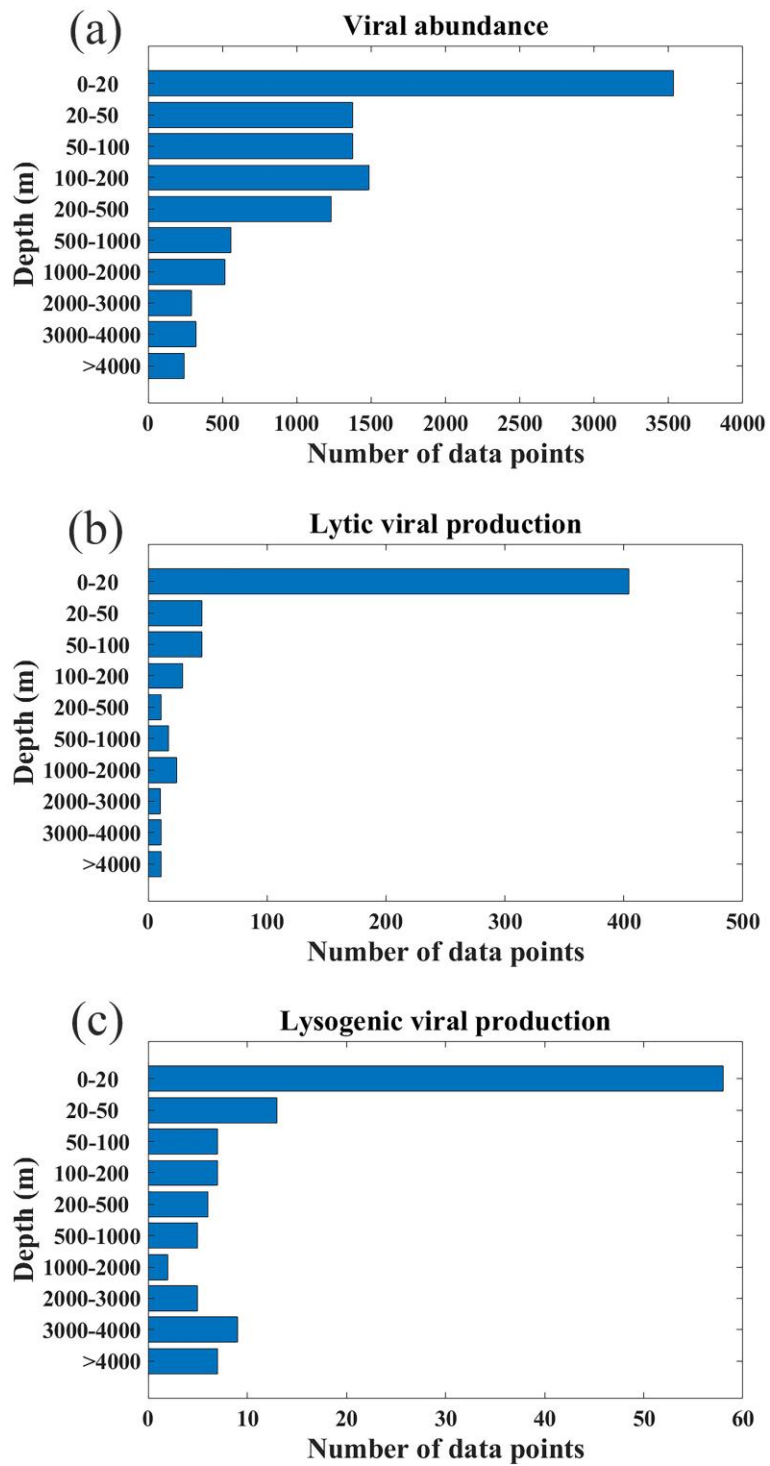 (a)
Viral abundance
Depth (m)
0-20
20-50
50-100
100-200
200-500
500-1000
1000-2000
2000-3000
3000-4000
>4000
0 500 1000 1500 2000 2500 3000 3500 4000
Number of data points
(b)
Lytic viral production
Depth (m)
0-20
20-50
50-100
100-200
200-500
500-1000
1000-2000
2000-3000
3000-4000
>4000
0 100 200 300 400 500
Number of data points
(c)
Lysogenic viral production
Depth (m)
0-20
20-50
50-100
100-200
200-500
500-1000
1000-2000
2000-3000
3000-4000
>4000
0 10 20 30 40 50 60
Number of data points